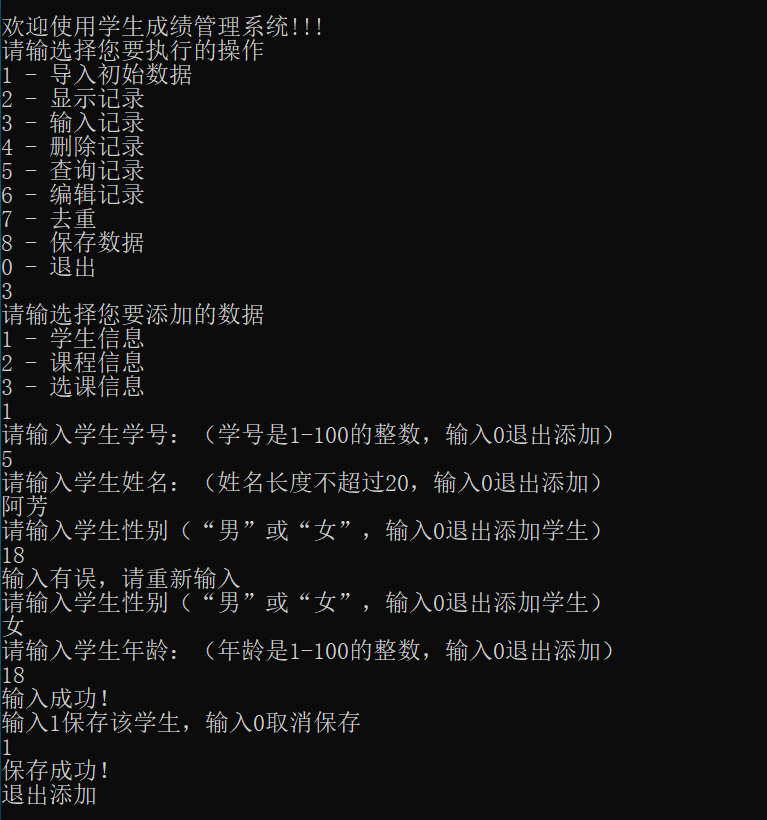 欢迎使用学生成绩管理系统!!!
请输选择您要执行的操作
1 - 导入初始数据
2 - 显示记录
3 - 输入记录
4 - 删除记录
5 - 查询记录
6 - 编辑记录
7 - 去重
8 - 保存数据
0 - 退出
3
请输选择您要添加的数据
1 - 学生信息
2 - 课程信息
3 - 选课信息
1
请输入学生学号：（学号是1-100的整数，输入0退出添加）
5
请输入学生姓名：（姓名长度不超过20，输入0退出添加）
阿芳
请输入学生性别（“男”或“女”，输入0退出添加学生）
18
输入有误，请重新输入
请输入学生性别（“男”或“女”，输入0退出添加学生）
女
请输入学生年龄：（年龄是1-100的整数，输入0退出添加）
18
输入成功!
输入1保存该学生，输入0取消保存
1
保存成功!
退出添加